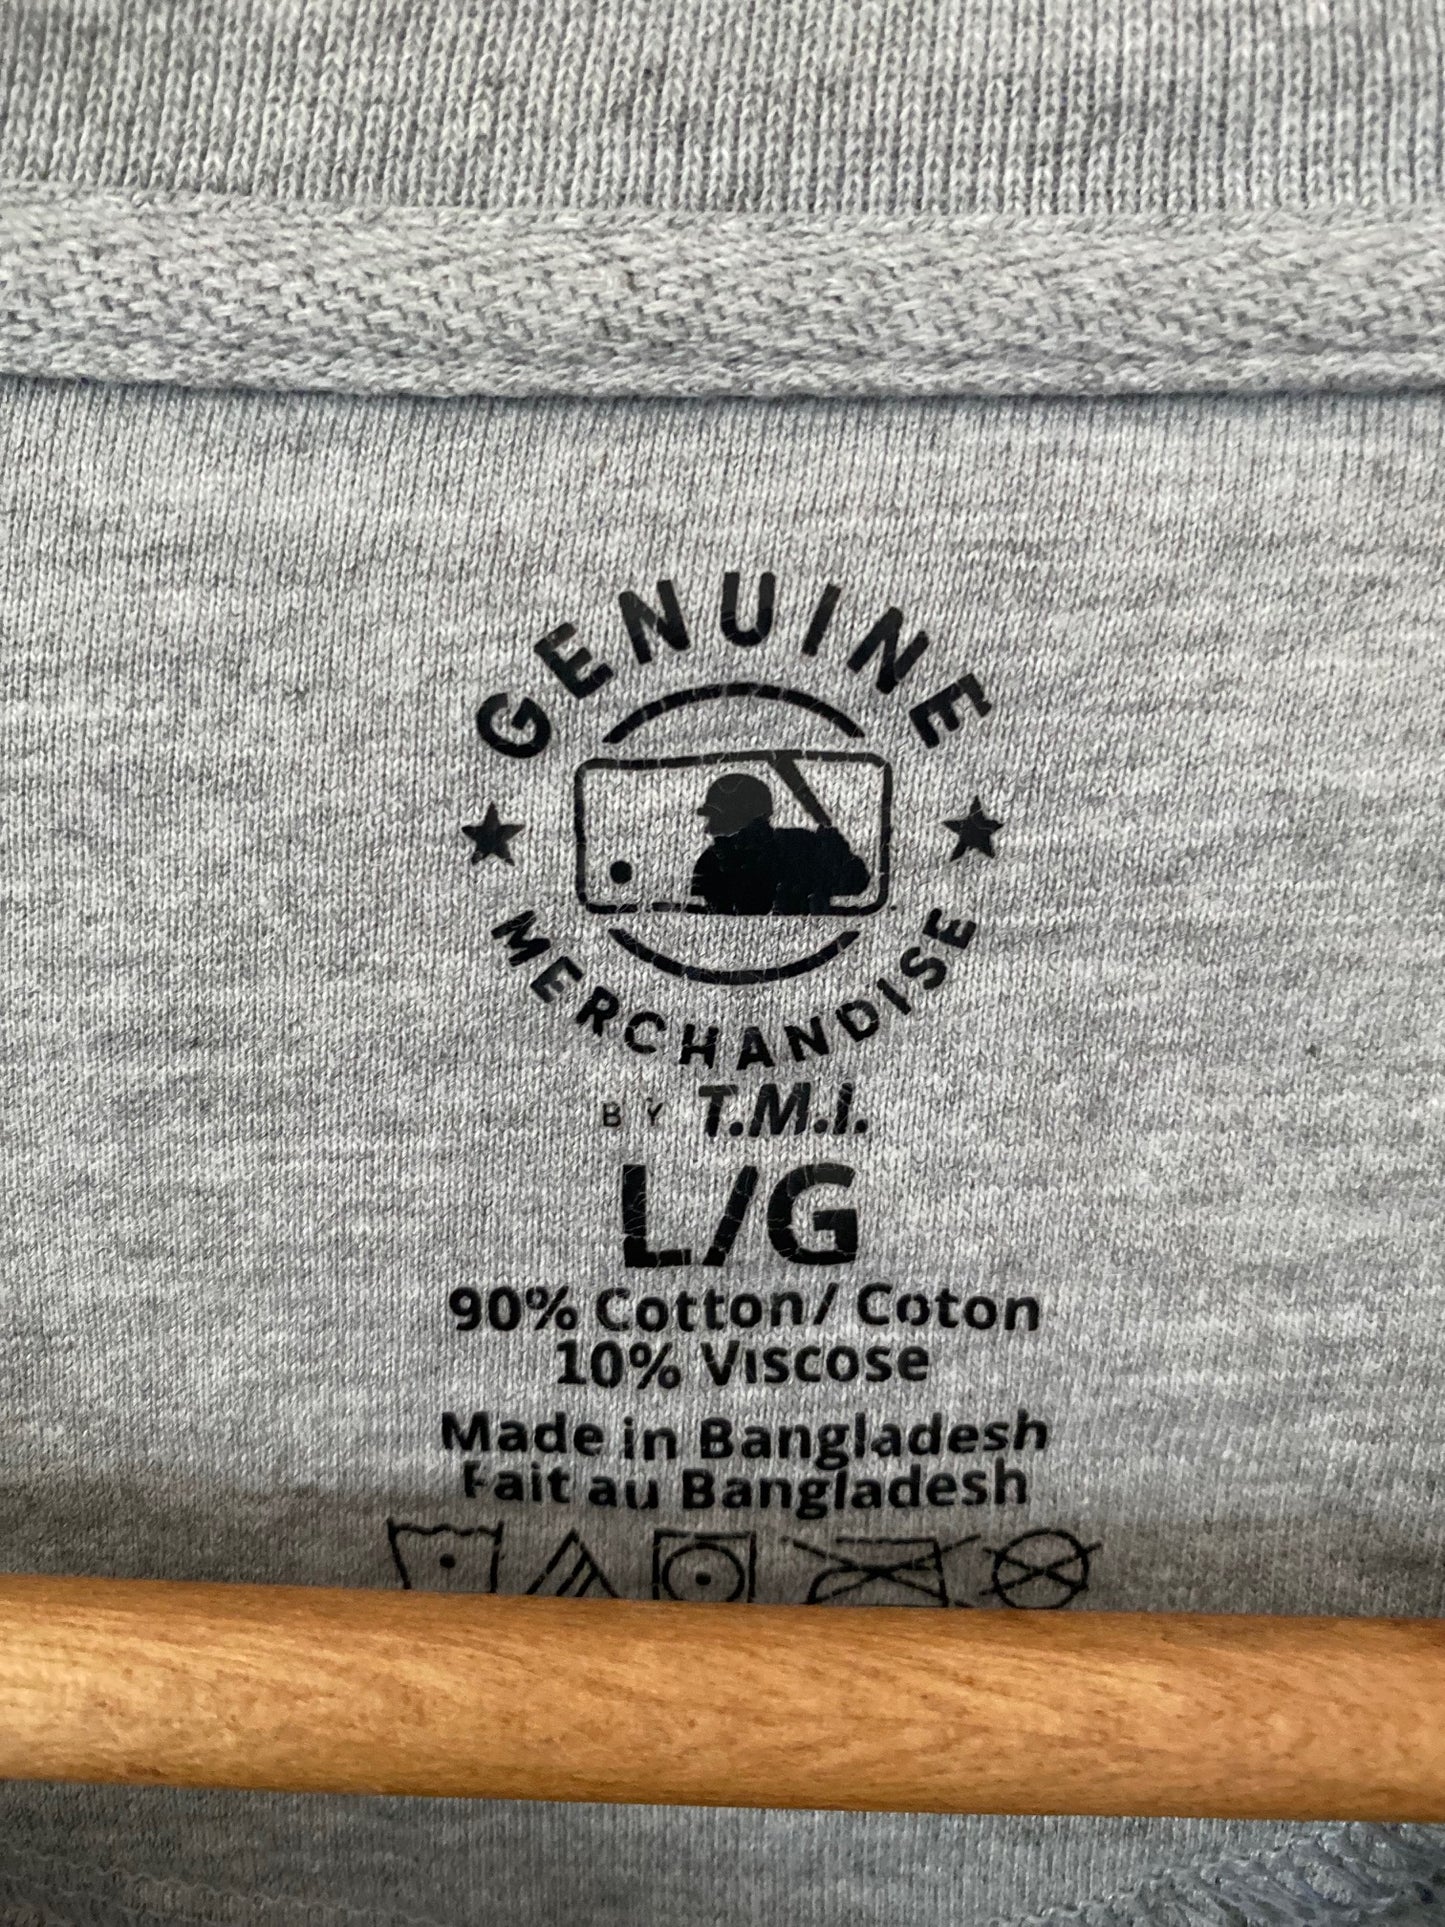 GENUINE
MERCHANDISE
BY T.M.I.
L/G
90% Cotton/ Coton
10% Viscose
Made in Bangladesh
Fait au Bangladesh